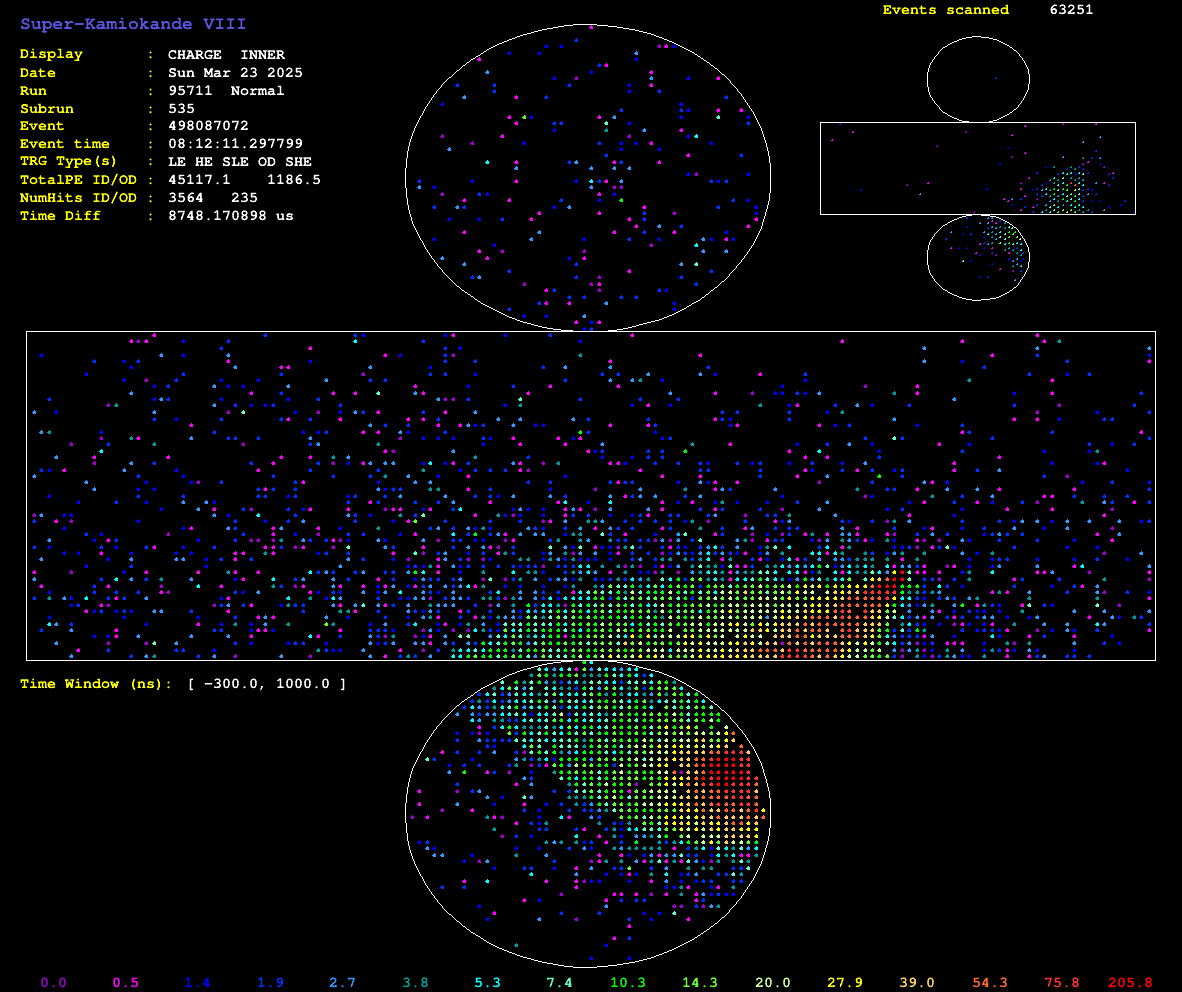 Super-Kamiokande VIII
Events scanned 63251
Display : CHARGE INNER
Date : Sun Mar 23 2025
Run : 95711 Normal
Subrun : 535
Event : 498087072
Event time : 08:12:11.297799
TRG Type(s) : LE HE SLE OD SHE
TotalPE ID/OD : 45117.1 1186.5
NumHits ID/OD : 3564 235
Time Diff : 8748.170898 us
Time Window (ns): [ -300.0, 1000.0 ]
0.0 0.5 1.4 1.9 2.7 3.8 5.3 7.4 10.3 14.3 20.0 27.9 39.0 54.3 75.8 205.8